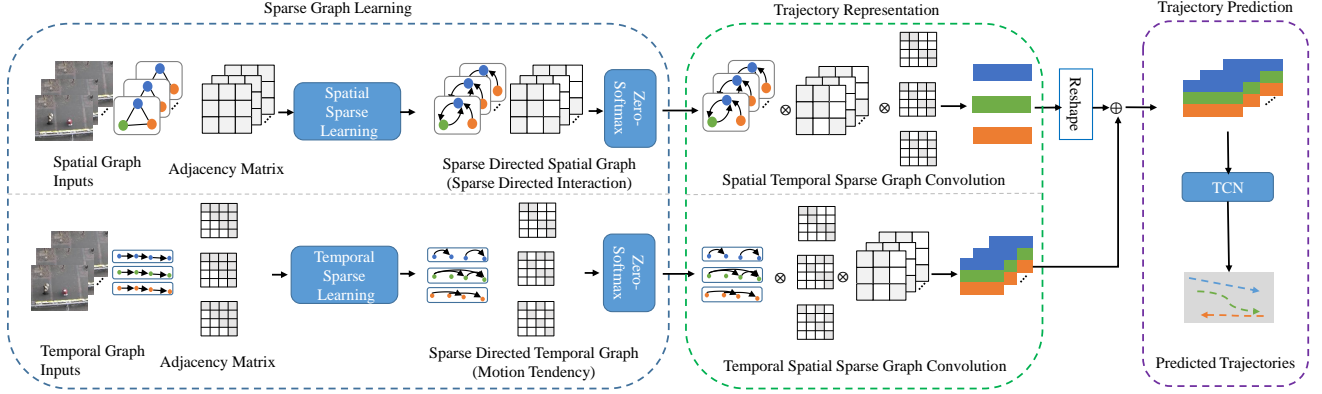 Sparse Graph Learning
Trajectory Representation
Trajectory Prediction
Spatial
Sparse
Learning
Zero-
Softmax
Reshape
Spatial Graph
Inputs
Adjacency Matrix
Sparse Directed Spatial Graph
(Sparse Directed Interaction)
Spatial Temporal Sparse Graph Convolution
TCN
Temporal
Sparse
Learning
Zero-
Softmax
Temporal Graph
Inputs
Adjacency Matrix
Sparse Directed Temporal Graph
(Motion Tendency)
Temporal Spatial Sparse Graph Convolution
Predicted Trajectories